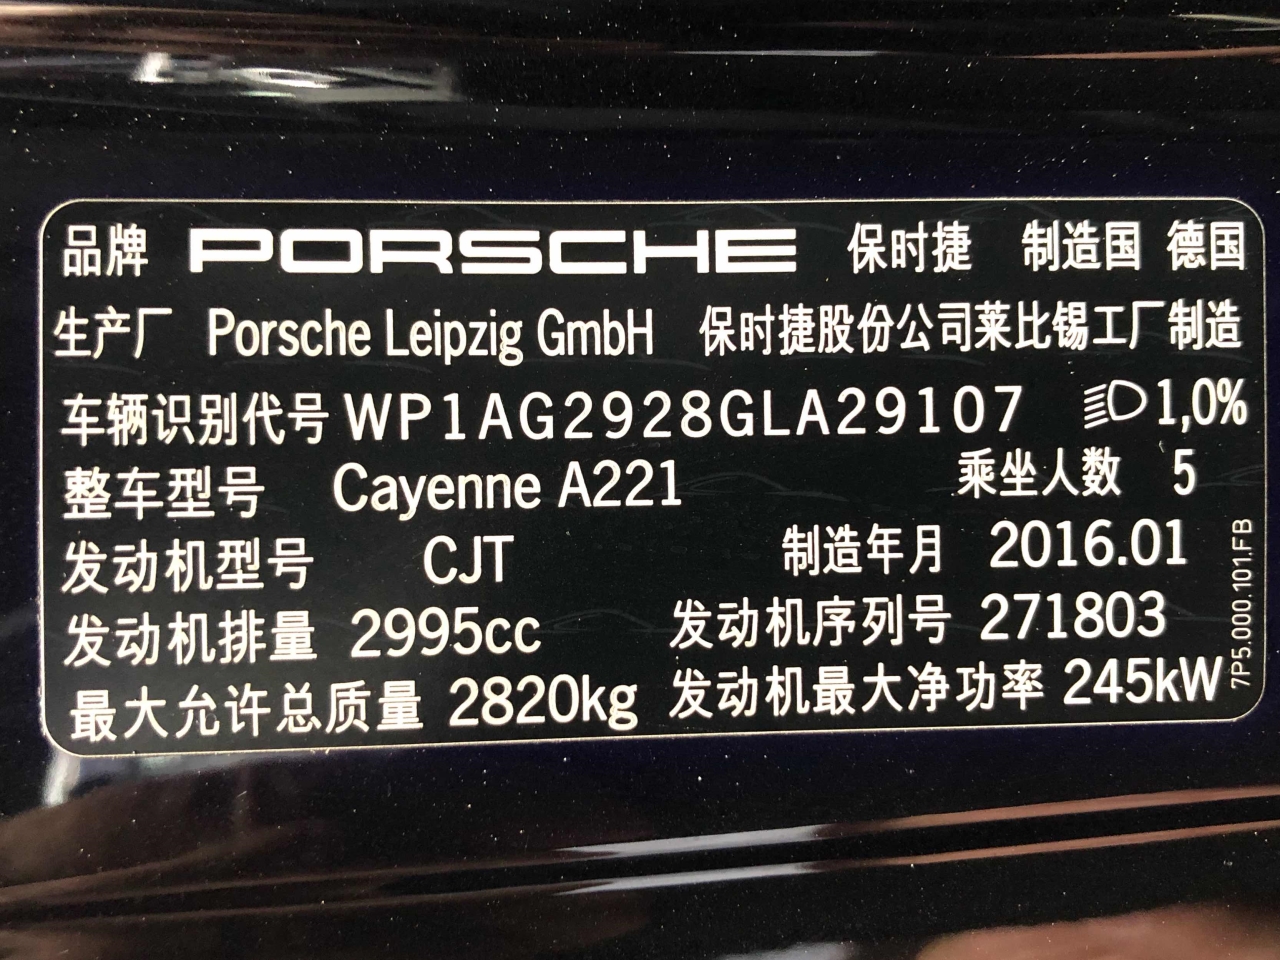 品牌 PORSCHE 保时捷 制造国 德国
生产厂 Porsche Leipzig GmbH 保时捷股份公司莱比锡工厂制造
车辆识别代号 WP1AG2928GLA29107 1,0%
整车型号 Cayenne A221 乘坐人数 5
发动机型号 CJT 制造年月 2016.01
发动机排量 2995cc 发动机序列号 271803
最大允许总质量 2820kg 发动机最大净功率 245kW
7P5.000.101.FB